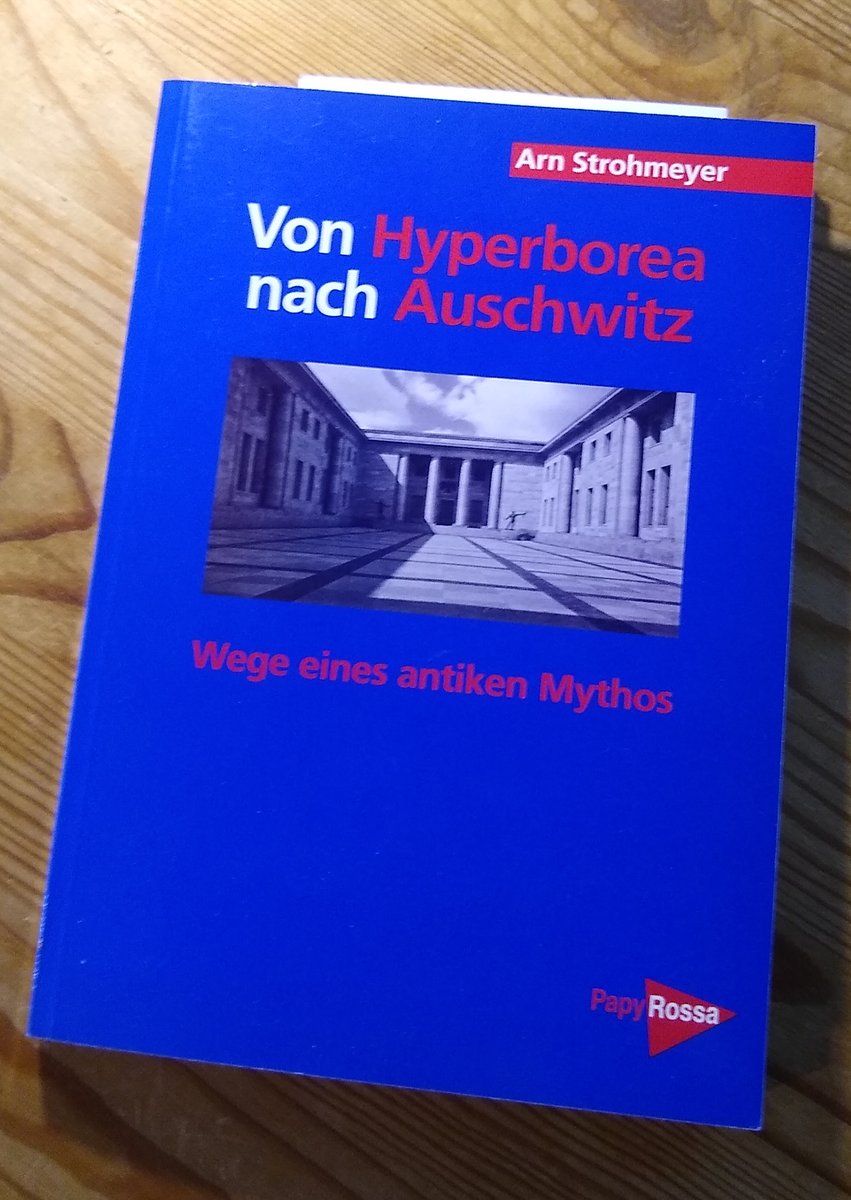 Arn Strohmeyer
Von Hyperborea
nach Auschwitz
Wege eines antiken Mythos
PapyRossa